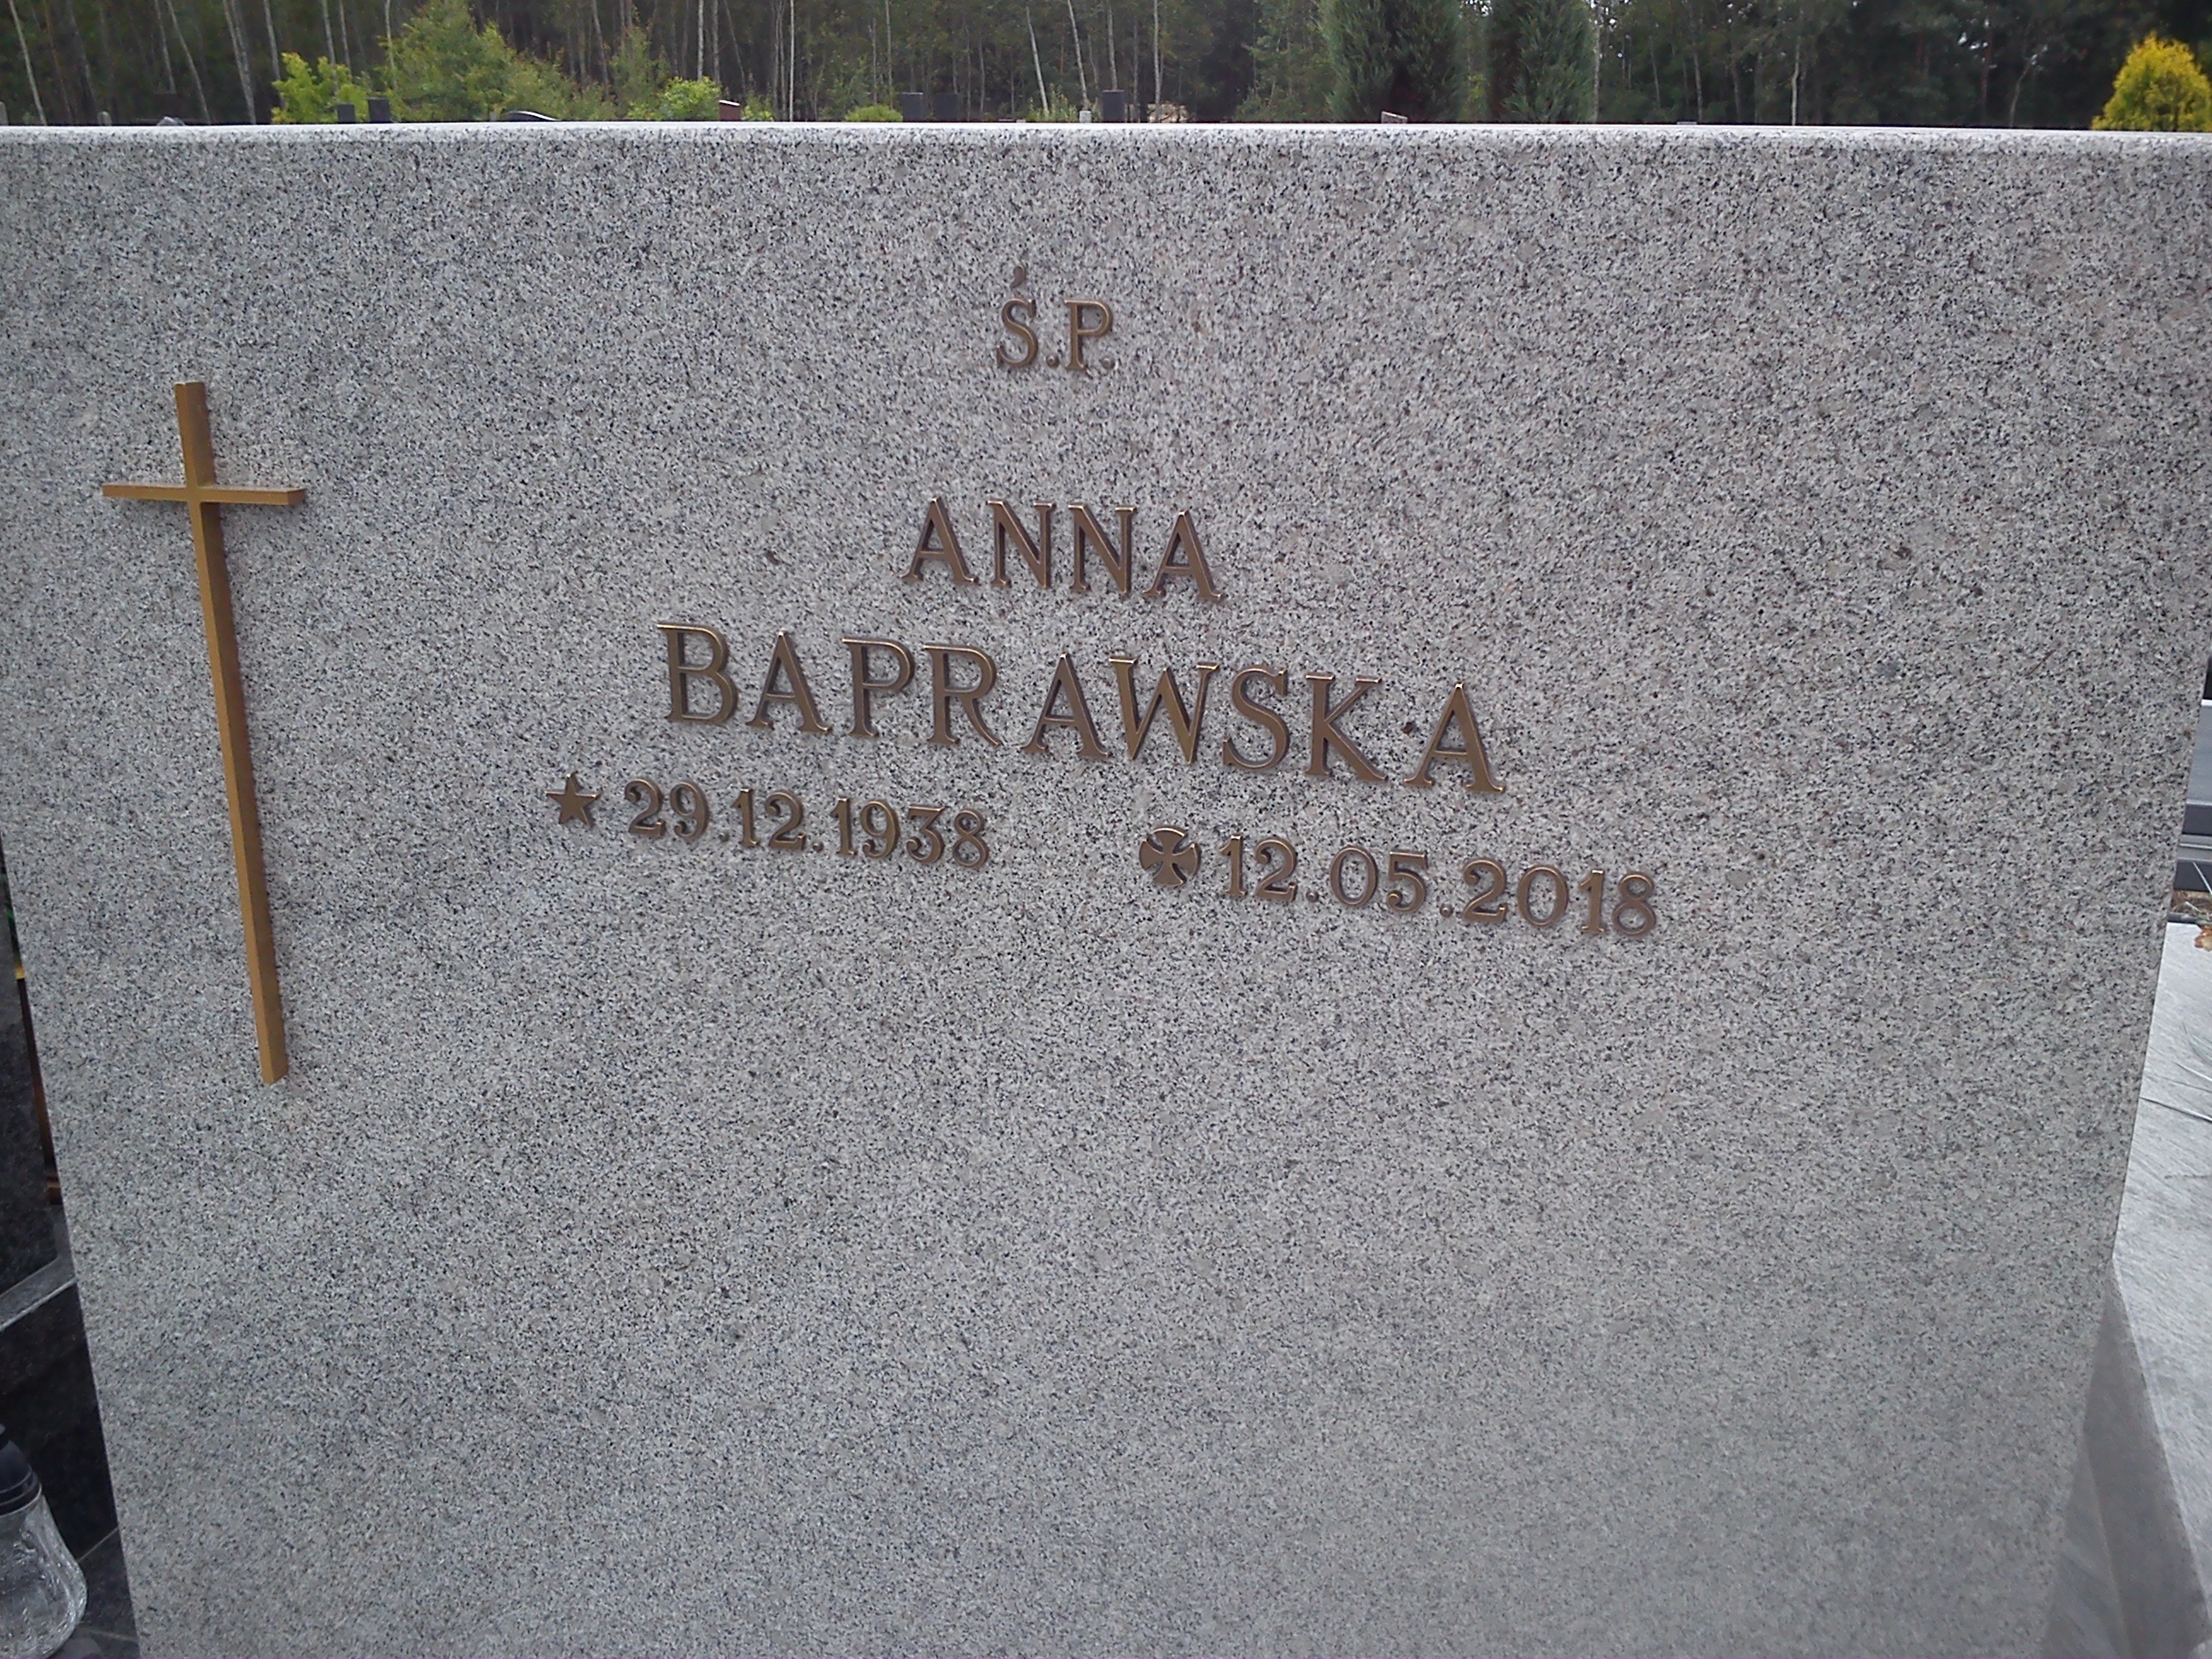 Ś.P.
ANNA
BAPRAWSKA
★ 29.12.1938 ✠ 12.05.2018